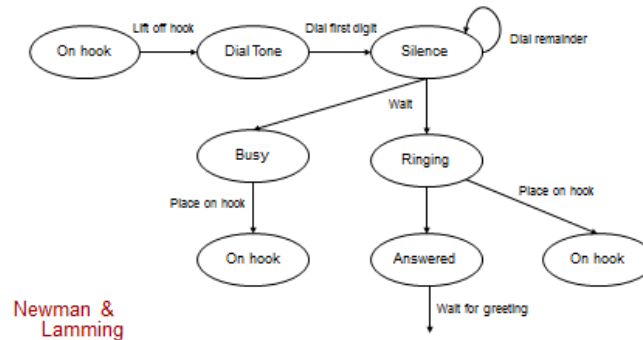 Lift off hook
Dial first digit
On hook
Dial Tone
Silence
Dial remainder
Wait
Busy
Ringing
Place on hook
Place on hook
On hook
Answered
On hook
Wait for greeting
Newman &
Lamming